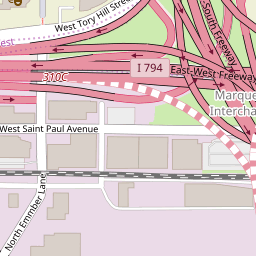 West Tory Hill Street
South Freeway
I 794
310C
East-West Freeway
Marque
Intercha
West Saint Paul Avenue
North Emmber Lane